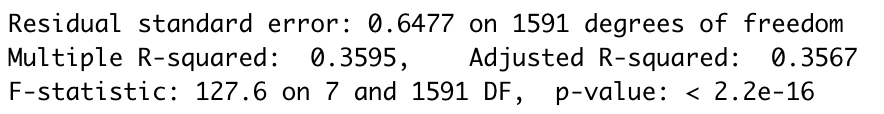 Residual standard error: 0.6477 on 1591 degrees of freedom
Multiple R-squared:  0.3595,    Adjusted R-squared:  0.3567
F-statistic: 127.6 on 7 and 1591 DF,  p-value: < 2.2e-16